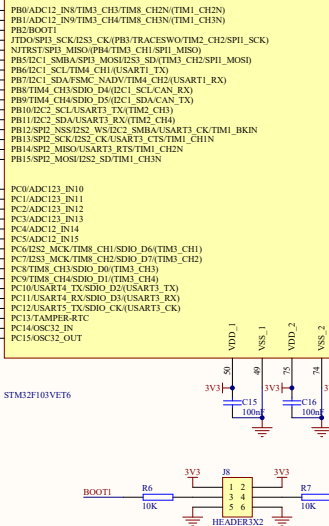 PB0/ADC12_IN8/TIM3_CH3/TIM8_CH2N/(TIM1_CH2N)
PB1/ADC12_IN9/TIM3_CH4/TIM8_CH3N/(TIM1_CH3N)
PB2/BOOT1
JTDO/SPI3_SCK/I2S3_CK/(PB3/TRACESWO/TIM2_CH2/SPI1_SCK)
NJTRST/SPI3_MISO/(PB4/TIM3_CH1/SPI1_MISO)
PB5/I2C1_SMBA/SPI3_MOSI/I2S3_SD/(TIM3_CH2/SPI1_MOSI)
PB6/I2C1_SCL/TIM4_CH1/(USART1_TX)
PB7/I2C1_SDA/FSMC_NADV/TIM4_CH2/(USART1_RX)
PB8/TIM4_CH3/SDIO_D4/(I2C1_SCL/CAN_RX)
PB9/TIM4_CH4/SDIO_D5/(I2C1_SDA/CAN_TX)
PB10/I2C2_SCL/USART3_TX/(TIM2_CH3)
PB11/I2C2_SDA/USART3_RX/(TIM2_CH4)
PB12/SPI2_NSS/I2S2_WS/I2C2_SMBA/USART3_CK/TIM1_BKIN
PB13/SPI2_SCK/I2S2_CK/USART3_CTS/TIM1_CH1N
PB14/SPI2_MISO/USART3_RTS/TIM1_CH2N
PB15/SPI2_MOSI/I2S2_SD/TIM1_CH3N
PC0/ADC123_IN10
PC1/ADC123_IN11
PC2/ADC123_IN12
PC3/ADC123_IN13
PC4/ADC12_IN14
PC5/ADC12_IN15
PC6/I2S2_MCK/TIM8_CH1/SDIO_D6/(TIM3_CH1)
PC7/I2S3_MCK/TIM8_CH2/SDIO_D7/(TIM3_CH2)
PC8/TIM8_CH3/SDIO_D0/(TIM3_CH3)
PC9/TIM8_CH4/SDIO_D1/(TIM3_CH4)
PC10/USART4_TX/SDIO_D2/(USART3_TX)
PC11/USART4_RX/SDIO_D3/(USART3_RX)
PC12/USART5_TX/SDIO_CK/(USART3_CK)
PC13/TAMPER-RTC
PC14/OSC32_IN
PC15/OSC32_OUT
VDD_1 VSS_1 VDD_2 VSS_2
50 49 75 74
STM32F103VET6
3V3 3V3
C15 C16
100nF 100nF
3V3 J8 3V3
BOOT1 R6 1 2 R7
3 4
10K 5 6 10K
HEADER3X2